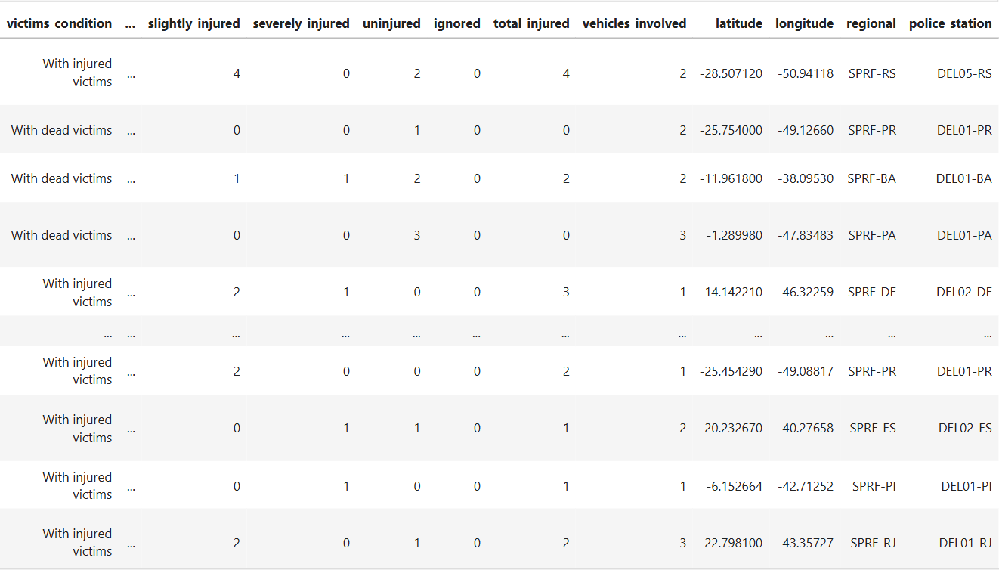 victims_condition ... slightly_injured severely_injured uninjured ignored total_injured vehicles_involved latitude longitude regional police_station
With injured
victims ... 4 0 2 0 4 2 -28.507120 -50.94118 SPRF-RS DEL05-RS
With dead victims ... 0 0 1 0 0 2 -25.754000 -49.12660 SPRF-PR DEL01-PR
With dead victims ... 1 1 2 0 2 2 -11.961800 -38.09530 SPRF-BA DEL01-BA
With dead victims ... 0 0 3 0 0 3 -1.289980 -47.83483 SPRF-PA DEL01-PA
With injured
victims ... 2 1 0 0 3 1 -14.142210 -46.32259 SPRF-DF DEL02-DF
... ... ... ... ... ... ... ... ... ... ... ...
With injured
victims ... 2 0 0 0 2 1 -25.454290 -49.08817 SPRF-PR DEL01-PR
With injured
victims ... 0 1 1 0 1 2 -20.232670 -40.27658 SPRF-ES DEL02-ES
With injured
victims ... 0 1 0 0 1 1 -6.152664 -42.71252 SPRF-PI DEL01-PI
With injured
victims ... 2 0 1 0 2 3 -22.798100 -43.35727 SPRF-RJ DEL01-RJ